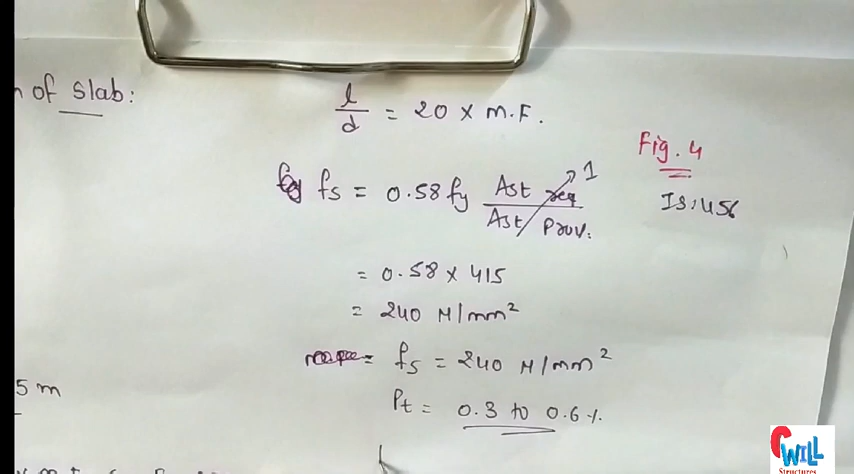 n of Slab:
l/d = 20 x M.F.
Fig. 4
IS:456
fs = 0.58 fy Ast req / Ast prov. 1
= 0.58 x 415
= 240 N/mm²
= fs = 240 N/mm²
Pt = 0.3 to 0.6%
5 m
CWILL
Structures